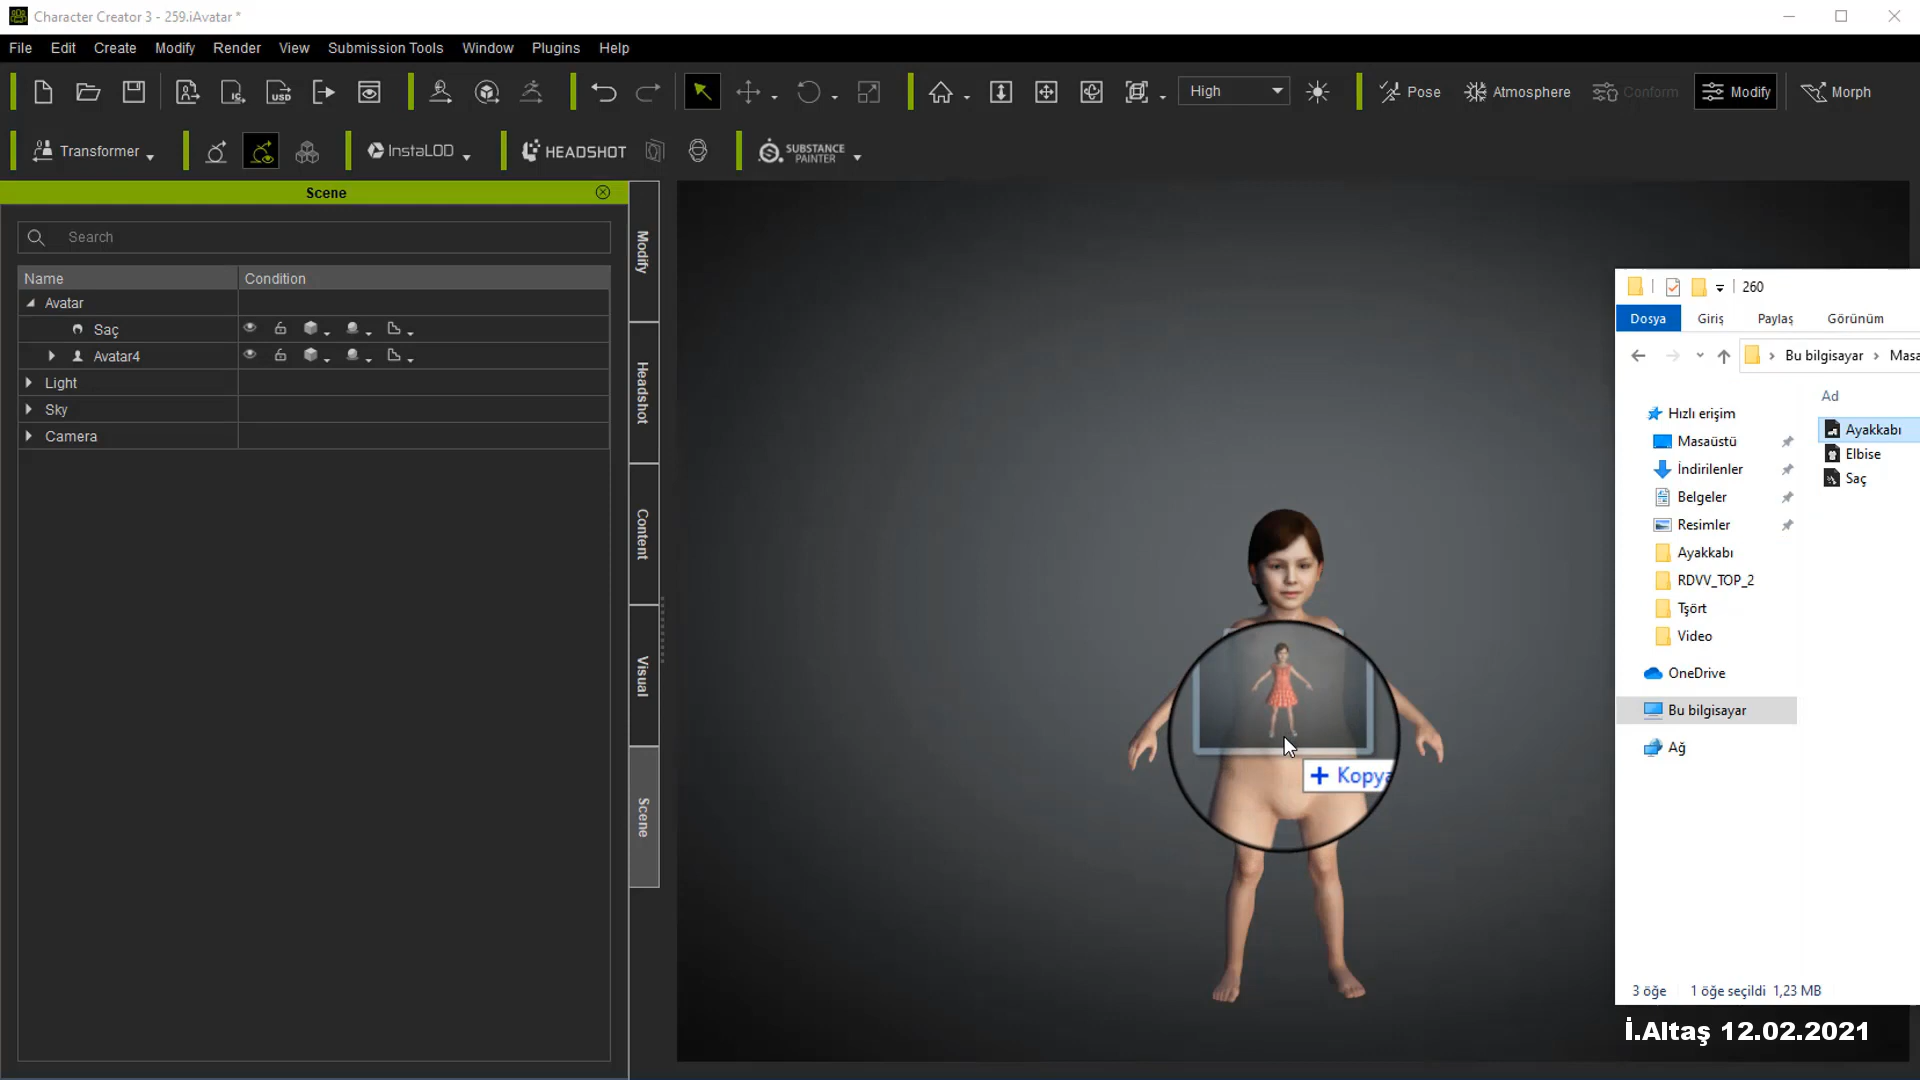 Character Creator 3 - 259.iAvatar *
File Edit Create Modify Render View Submission Tools Window Plugins Help
High Pose Atmosphere Conform Modify Morph
Transformer InstaLOD HEADSHOT SUBSTANCE PAINTER
Scene
Search
Name Condition
Avatar
Saç
Avatar4
Light
Sky
Camera
Modify
Headshot
Content
Visual
Scene
260
Dosya Giriş Paylaş Görünüm
Bu bilgisayar Masa
Ad
Hızlı erişim
Masaüstü
İndirilenler
Belgeler
Resimler
Ayakkabı
RDVV_TOP_2
Tşört
Video
OneDrive
Bu bilgisayar
Ağ
Ayakkabı
Elbise
Saç
+ Kopya
3 öğe 1 öğe seçildi 1,23 MB
İ.Altaş 12.02.2021